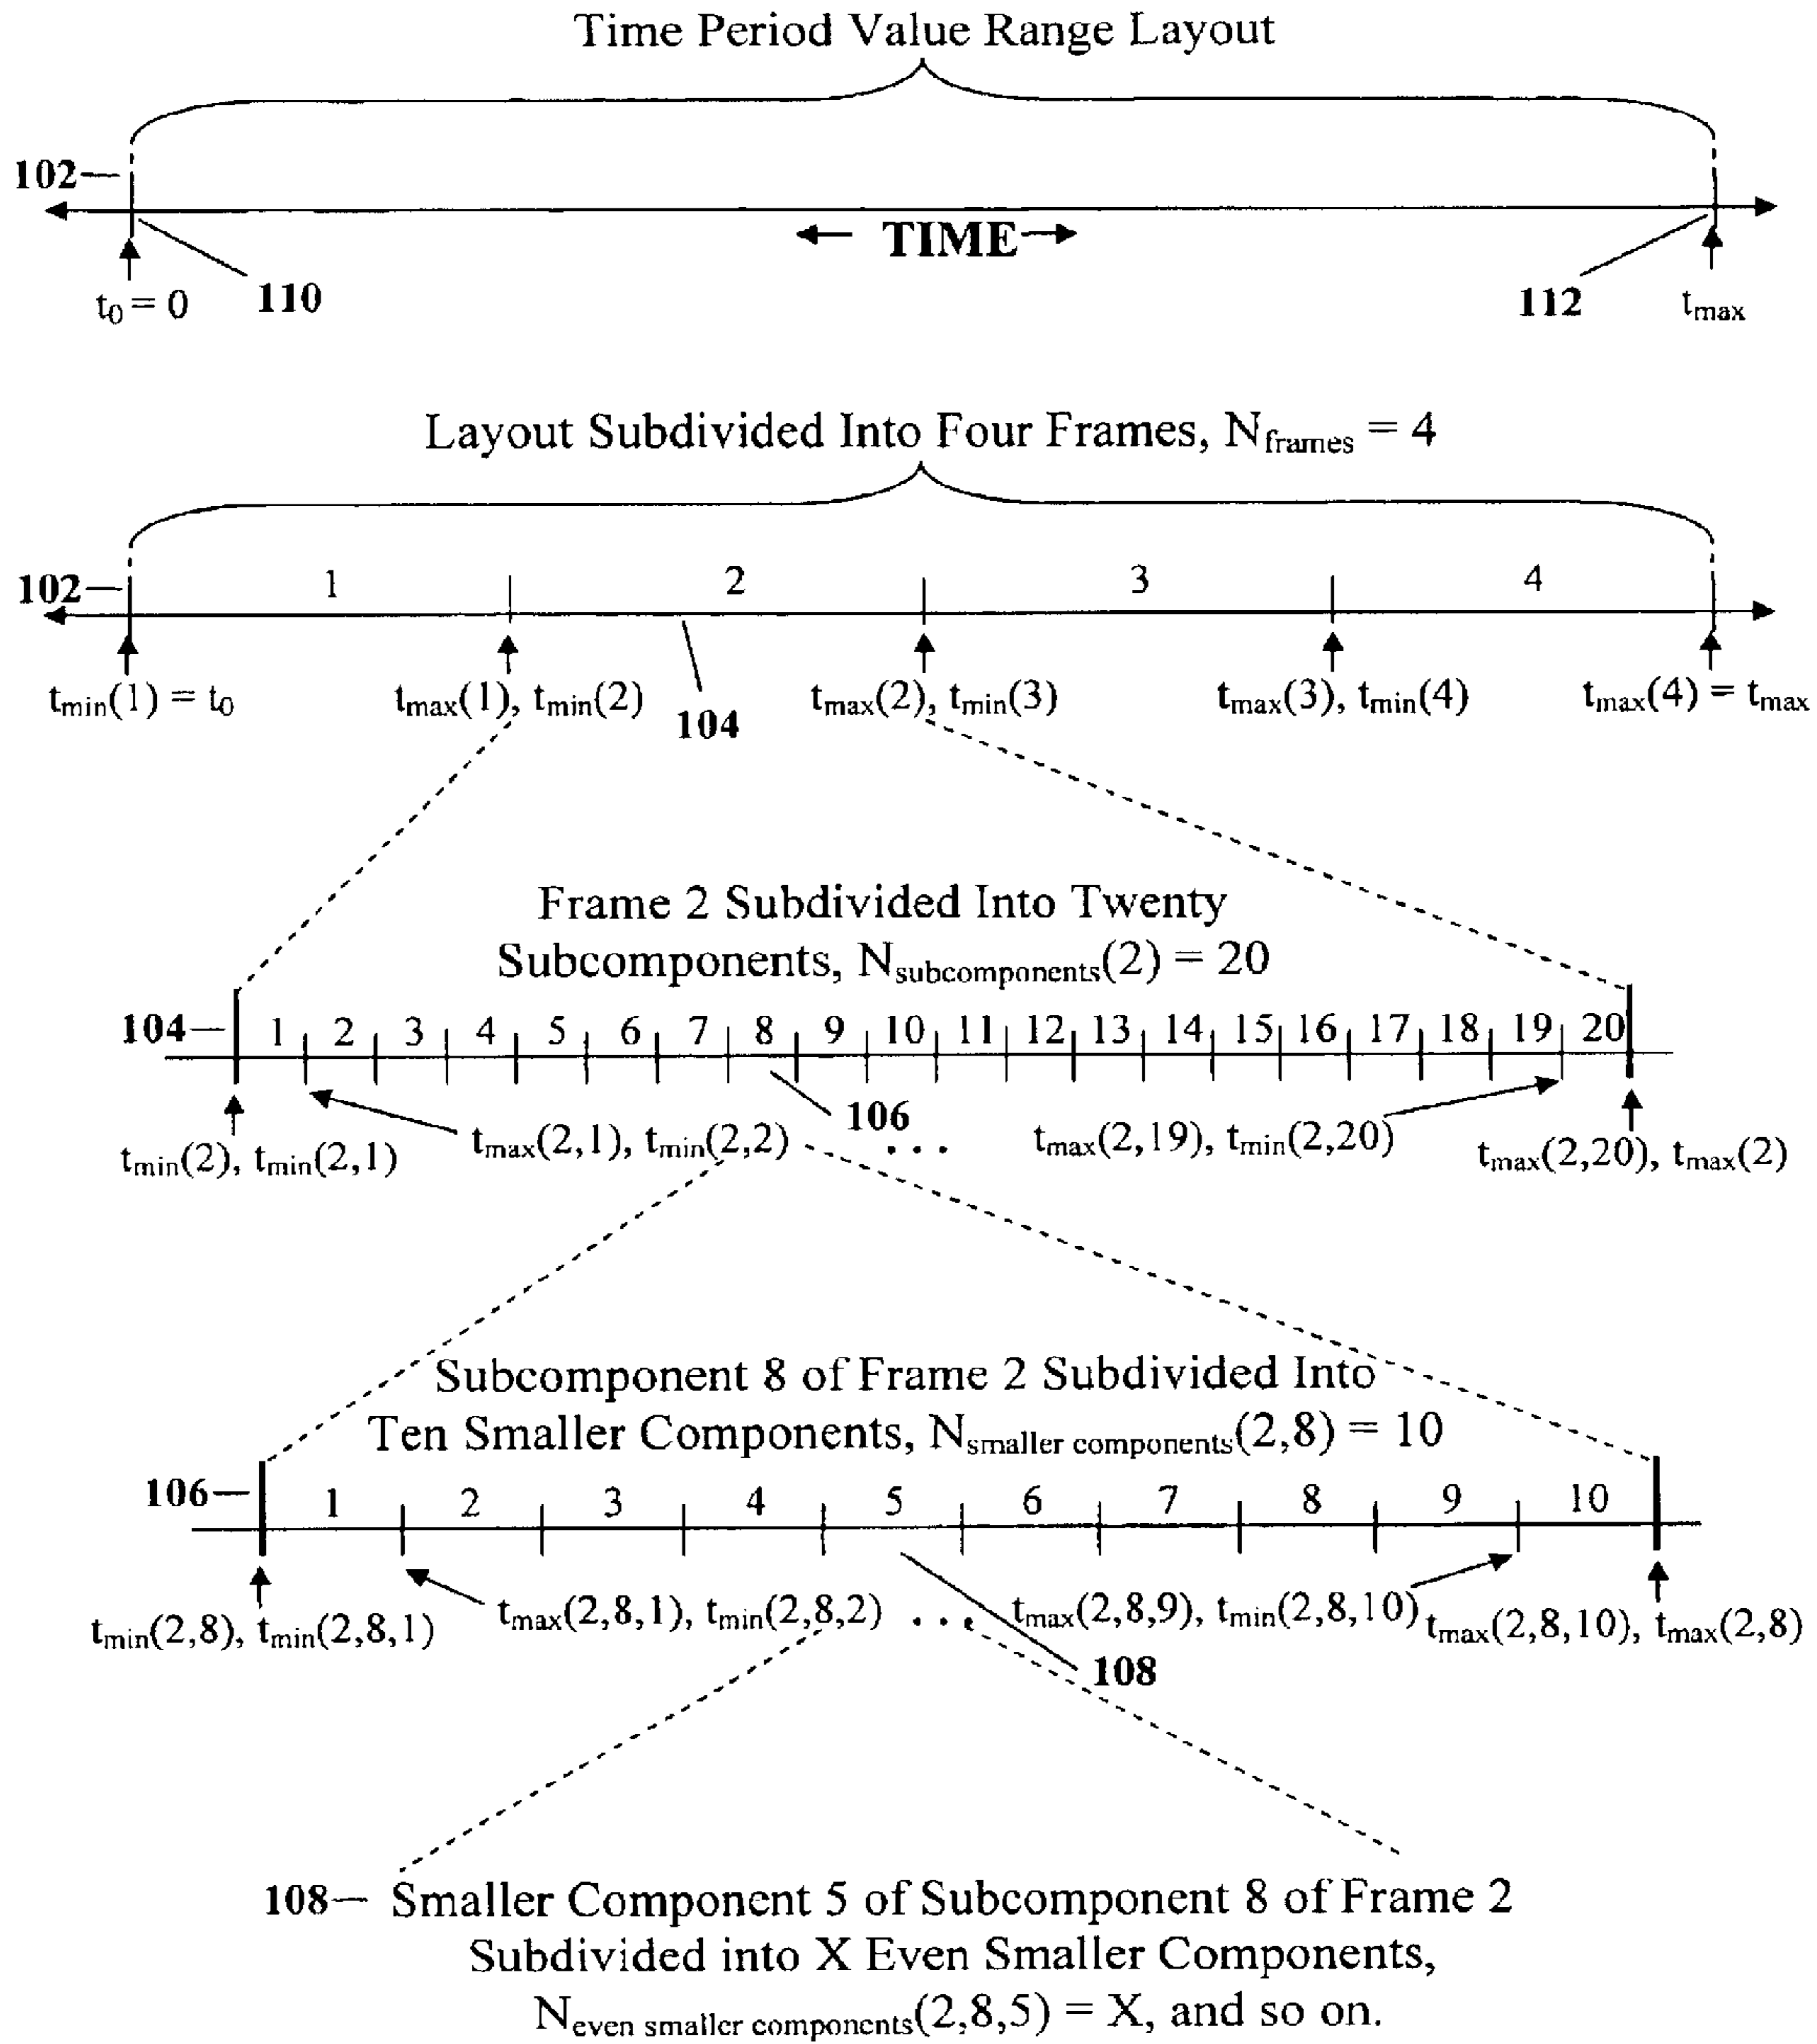 Time Period Value Range Layout
102
TIME
t0 = 0
110
112
tmax
Layout Subdivided Into Four Frames, Nframes = 4
102
1 2 3 4
tmin(1) = t0
tmax(1), tmin(2)
104
tmax(2), tmin(3)
tmax(3), tmin(4)
tmax(4) = tmax
Frame 2 Subdivided Into Twenty
Subcomponents, Nsubcomponents(2) = 20
104
1 2 3 4 5 6 7 8 9 10 11 12 13 14 15 16 17 18 19 20
106
tmin(2), tmin(2,1)
tmax(2,1), tmin(2,2)
. . .
tmax(2,19), tmin(2,20)
tmax(2,20), tmax(2)
Subcomponent 8 of Frame 2 Subdivided Into
Ten Smaller Components, Nsmaller components(2,8) = 10
106
1 2 3 4 5 6 7 8 9 10
tmin(2,8), tmin(2,8,1)
tmax(2,8,1), tmin(2,8,2)
. . .
tmax(2,8,9), tmin(2,8,10)
tmax(2,8,10), tmax(2,8)
108
108 Smaller Component 5 of Subcomponent 8 of Frame 2
Subdivided into X Even Smaller Components,
Neven smaller components(2,8,5) = X, and so on.